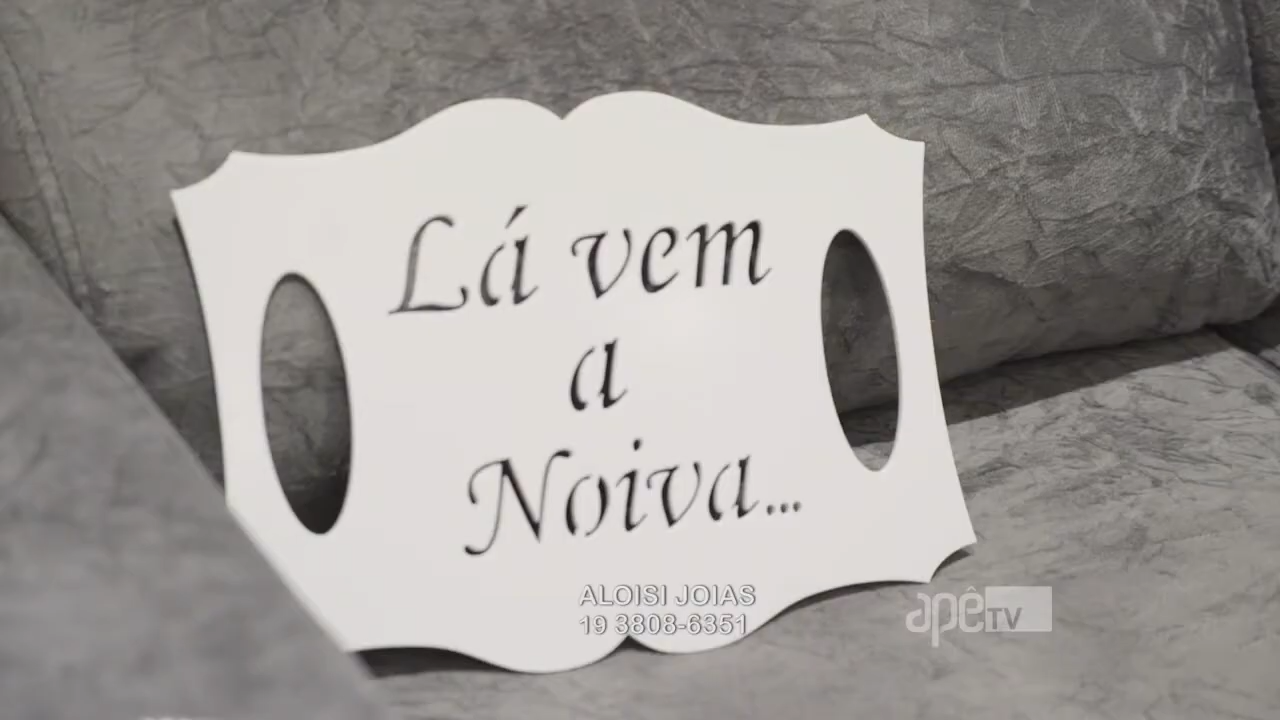 Lá vem
a
Noiva...
ALOISI JOIAS
19 3808-6351
apêTV